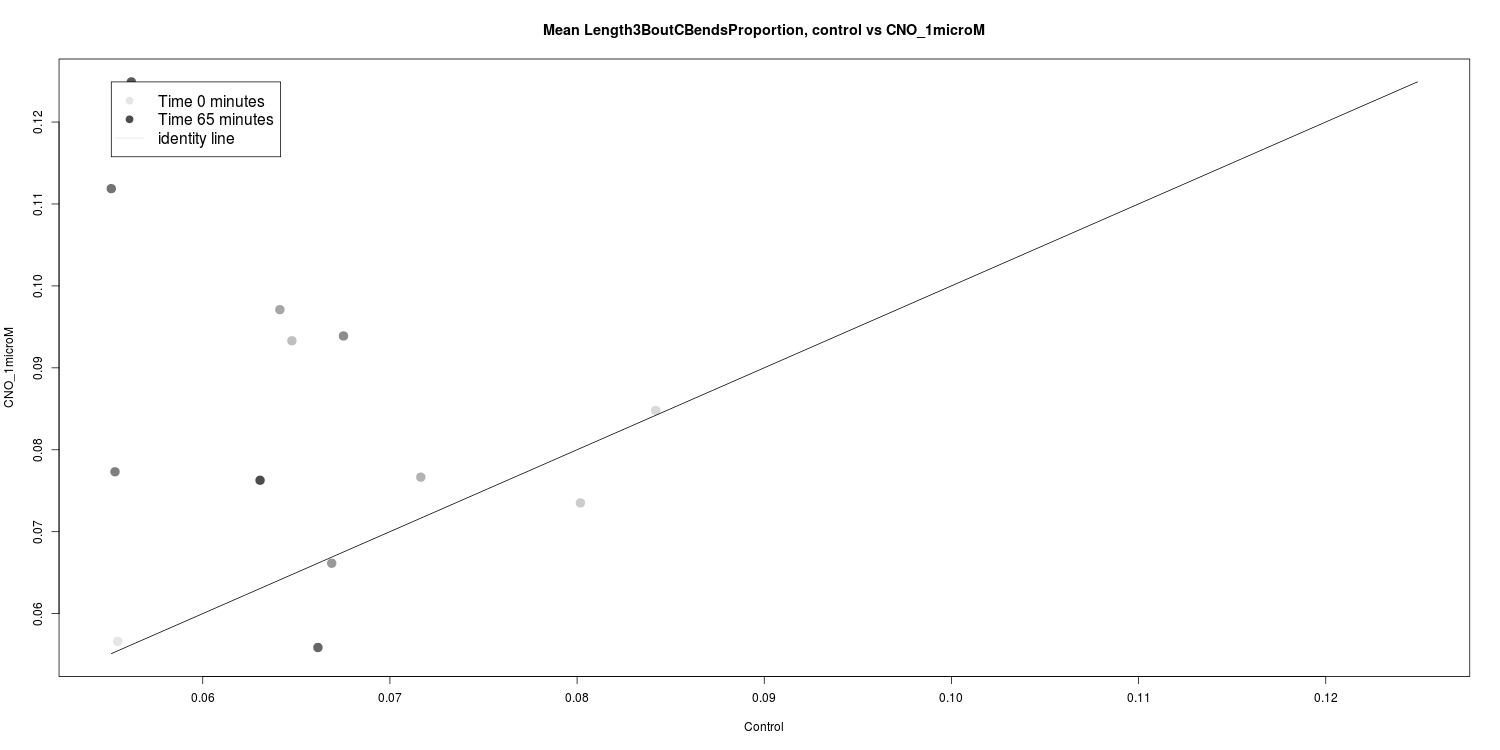 Mean Length3BoutCBendsProportion, control vs CNO_1microM
Time 0 minutes
Time 65 minutes
identity line
CNO_1microM
0.12
0.11
0.10
0.09
0.08
0.07
0.06
0.06 0.07 0.08 0.09 0.10 0.11 0.12
Control